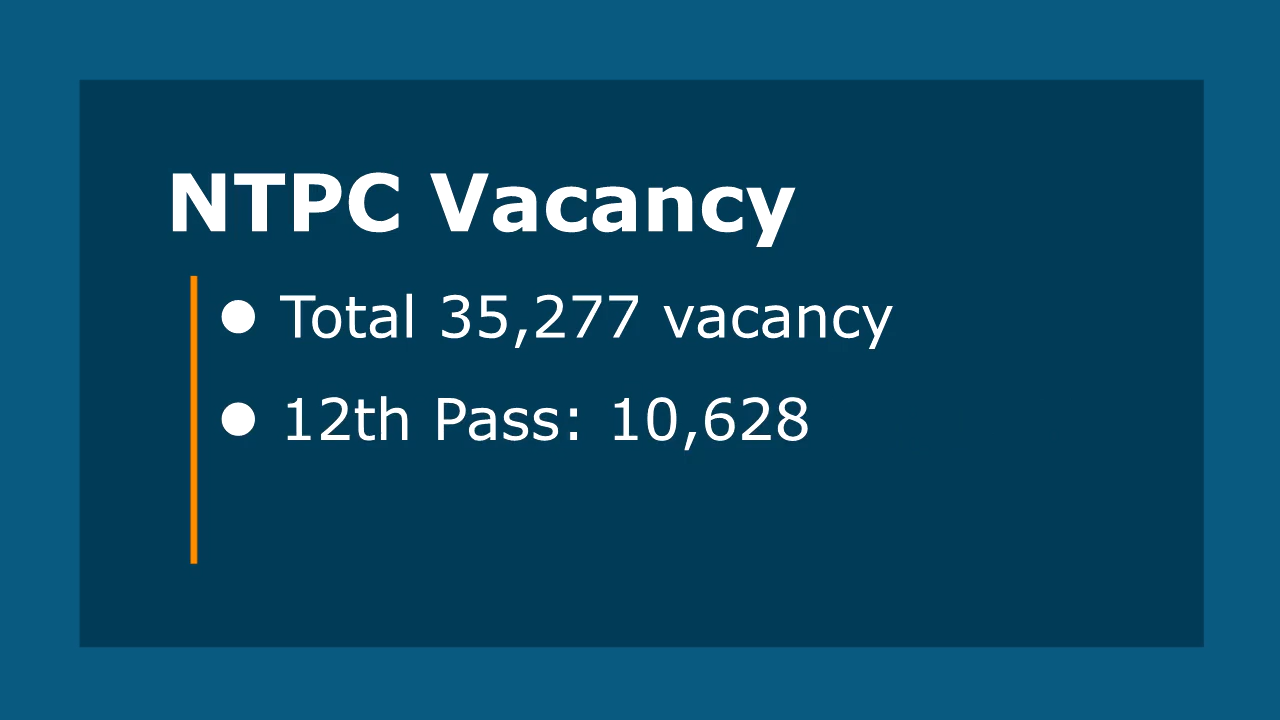 NTPC Vacancy
● Total 35,277 vacancy
● 12th Pass: 10,628